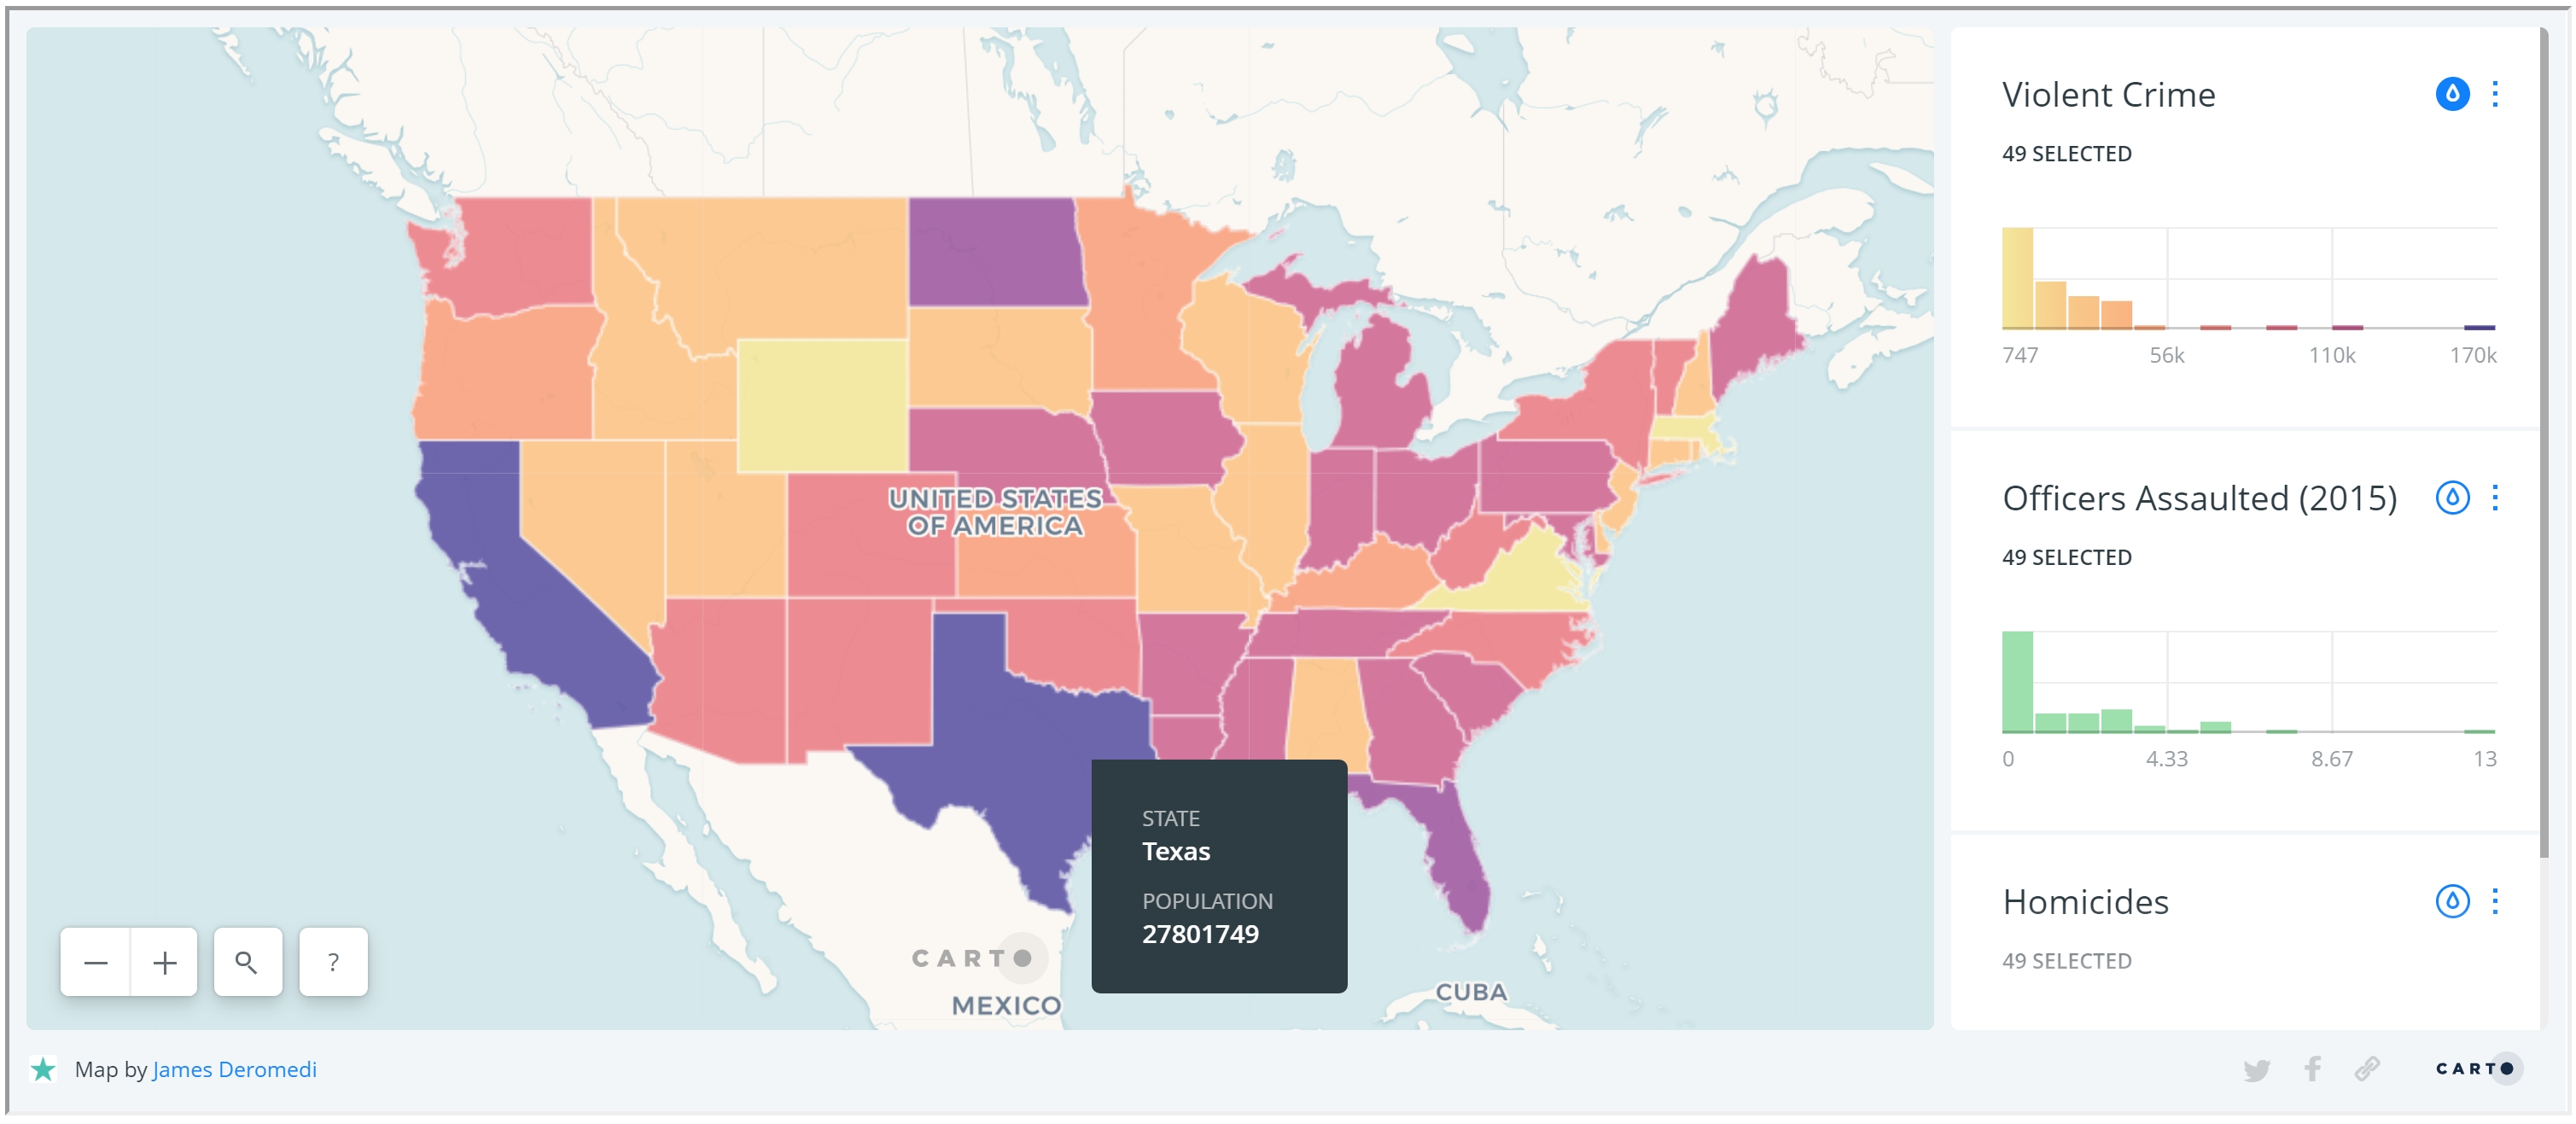 UNITED STATES
OF AMERICA
STATE
Texas
POPULATION
27801749
CARTO
MEXICO
CUBA
?
Violent Crime
49 SELECTED
747 56k 110k 170k
Officers Assaulted (2015)
49 SELECTED
0 4.33 8.67 13
Homicides
49 SELECTED
Map by James Deromedi
CARTO